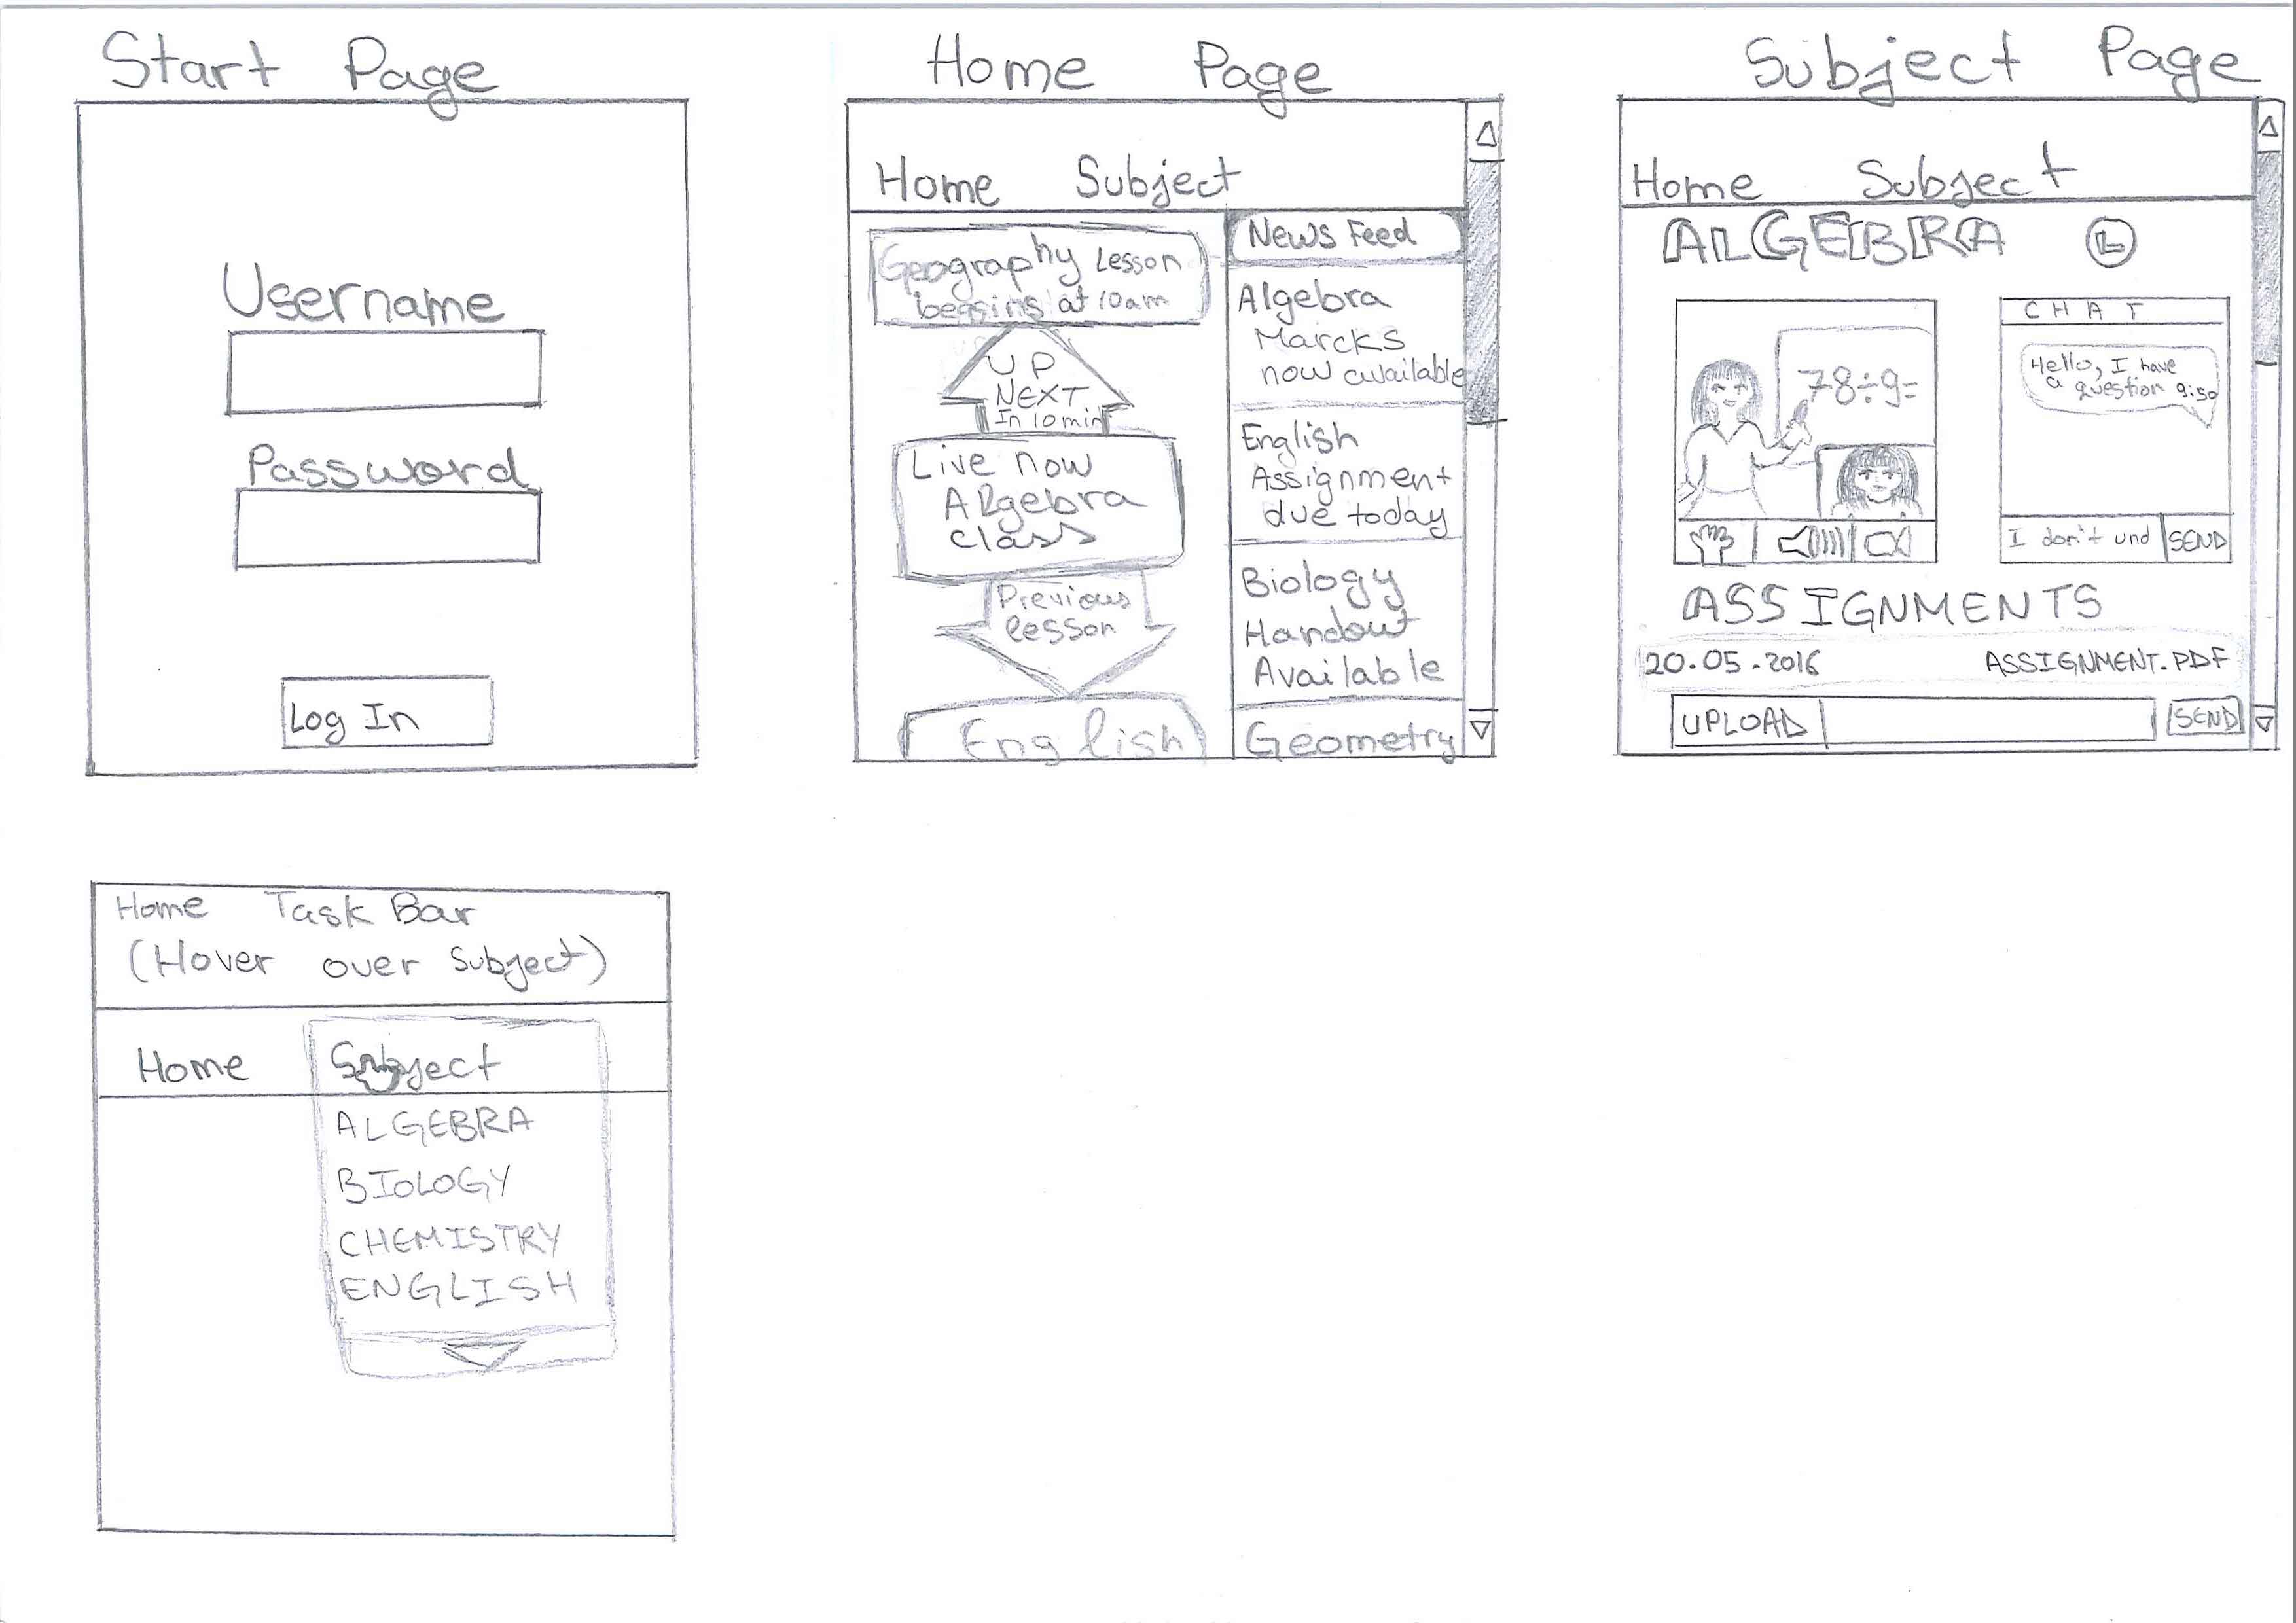 Start Page
Username
Password
Log In
Home Page
Home Subject
Geography Lesson
begsins at 10am
UP
NEXT
In 10 min
Live now
Algebra
class
Previous
lesson
English
News Feed
Algebra
Marcks
now available
English
Assignment
due today
Biology
Handout
Available
Geometry
Subject Page
Home Subject
ALGEBRA
78÷9=
CHAT
Hello, I have
a question 9:50
I don't und SEND
ASSIGNMENTS
20.05.2016 ASSIGNMENT.PDF
UPLOAD SEND
Home Task Bar
(Hover over Subject)
Home Subject
ALGEBRA
BIOLOGY
CHEMISTRY
ENGLISH